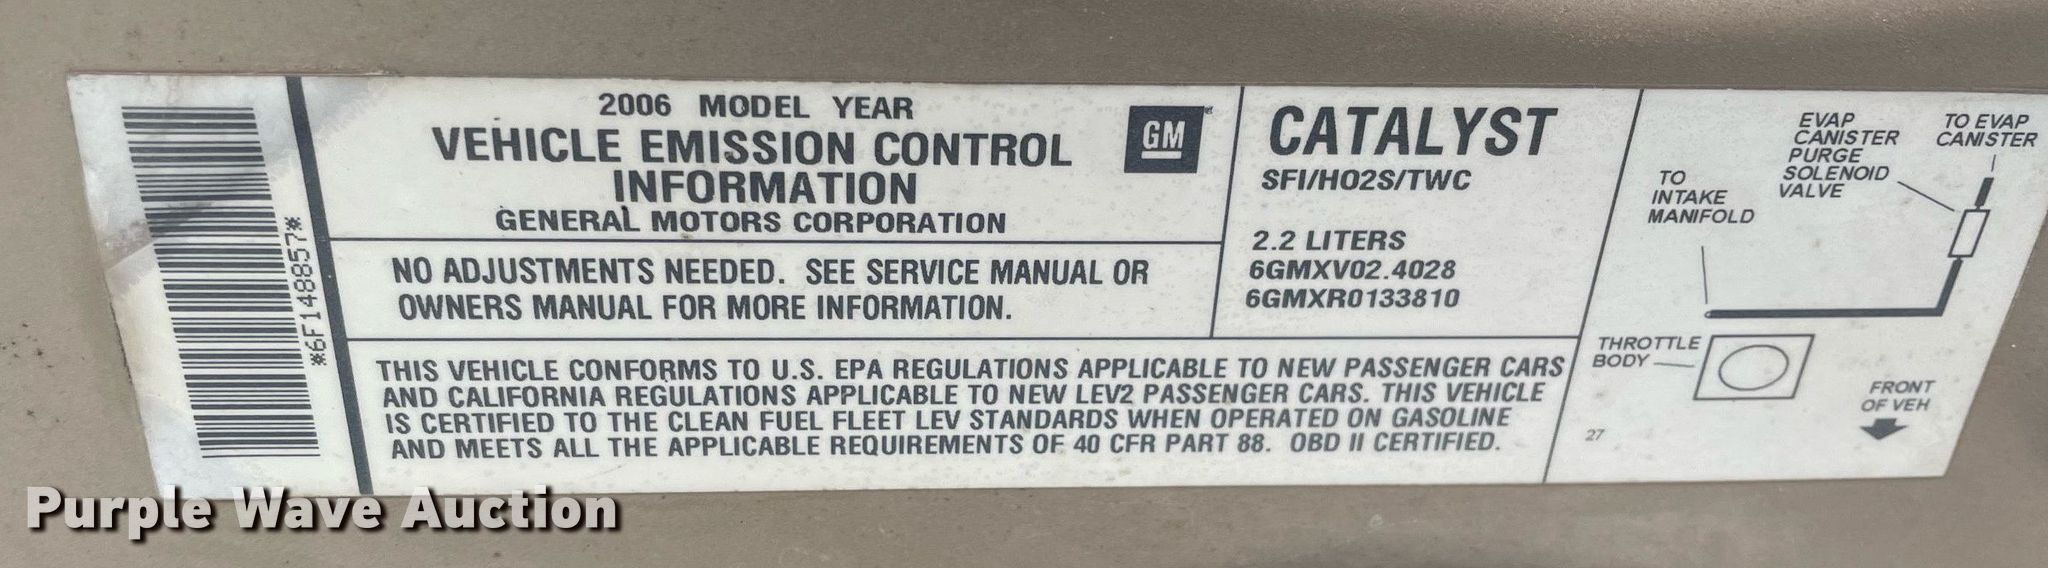 *6F148857*
2006 MODEL YEAR
VEHICLE EMISSION CONTROL
INFORMATION
GENERAL MOTORS CORPORATION
GM
NO ADJUSTMENTS NEEDED. SEE SERVICE MANUAL OR
OWNERS MANUAL FOR MORE INFORMATION.
CATALYST
SFI/HO2S/TWC
2.2 LITERS
6GMXV02.4028
6GMXR0133810
THIS VEHICLE CONFORMS TO U.S. EPA REGULATIONS APPLICABLE TO NEW PASSENGER CARS
AND CALIFORNIA REGULATIONS APPLICABLE TO NEW LEV2 PASSENGER CARS. THIS VEHICLE
IS CERTIFIED TO THE CLEAN FUEL FLEET LEV STANDARDS WHEN OPERATED ON GASOLINE
AND MEETS ALL THE APPLICABLE REQUIREMENTS OF 40 CFR PART 88. OBD II CERTIFIED.
EVAP
CANISTER
PURGE
SOLENOID
VALVE
TO EVAP
CANISTER
TO
INTAKE
MANIFOLD
THROTTLE
BODY
FRONT
OF VEH
27
Purple Wave Auction